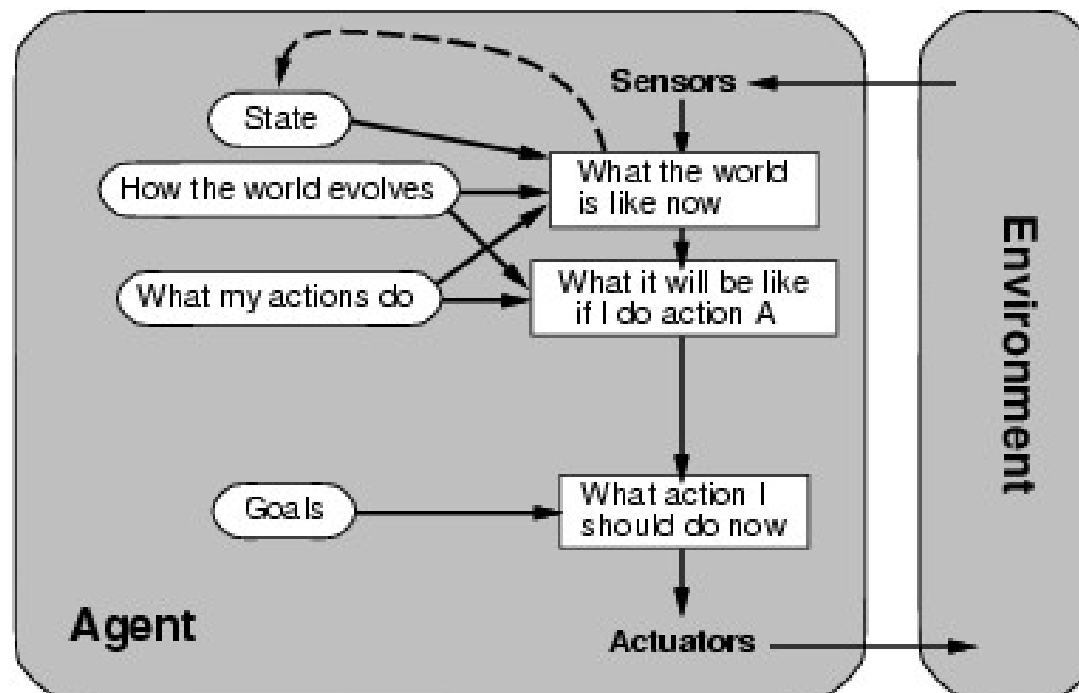 Sensors
State
What the world
is like now
How the world evolves
What it will be like
if I do action A
What my actions do
Goals
What action I
should do now
Agent
Actuators
Environment